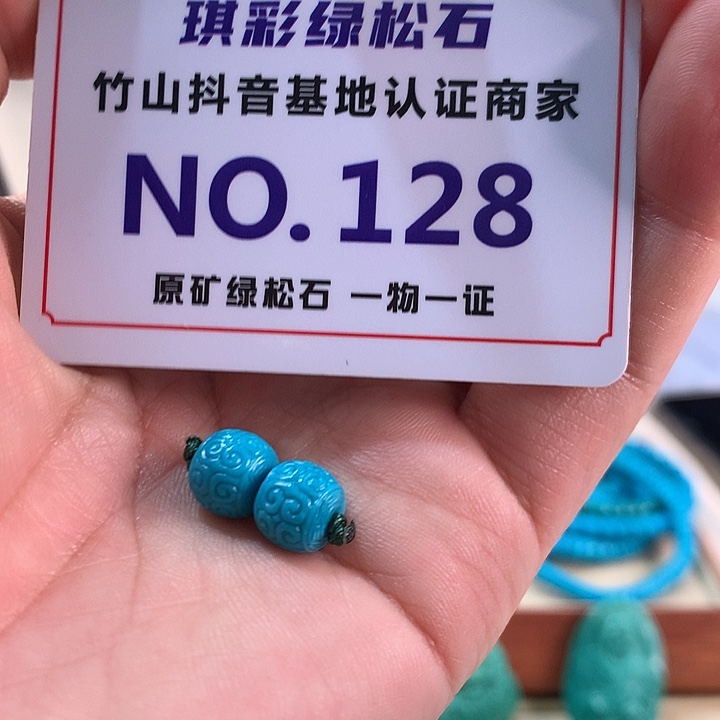 琪彩绿松石
竹山抖音基地认证商家
NO.128
原矿绿松石 一物一证